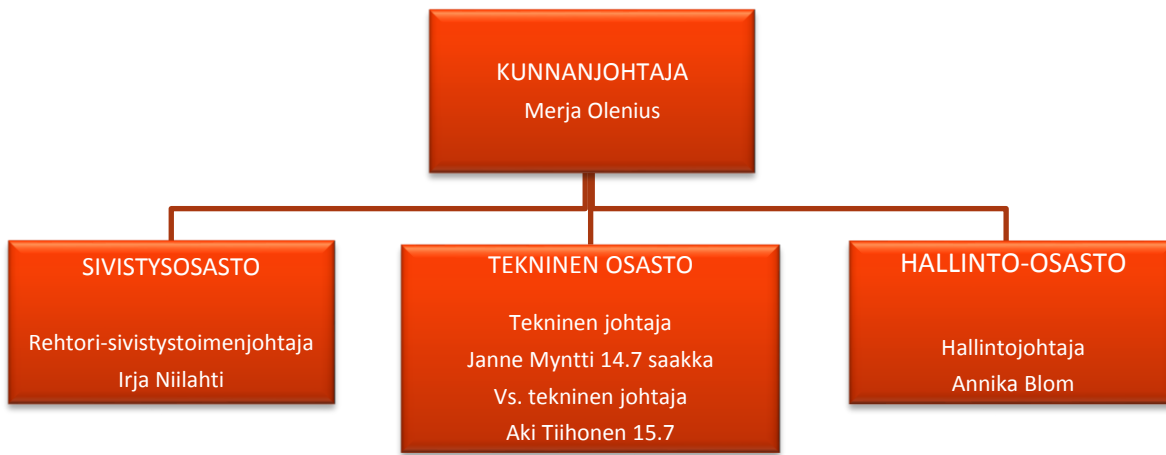 KUNNANJOHTAJA
Merja Olenius
SIVISTYSOSASTO
Rehtori-sivistystoimenjohtaja
Irja Niilahti
TEKNINEN OSASTO
Tekninen johtaja
Janne Myntti 14.7 saakka
Vs. tekninen johtaja
Aki Tiihonen 15.7
HALLINTO-OSASTO
Hallintojohtaja
Annika Blom